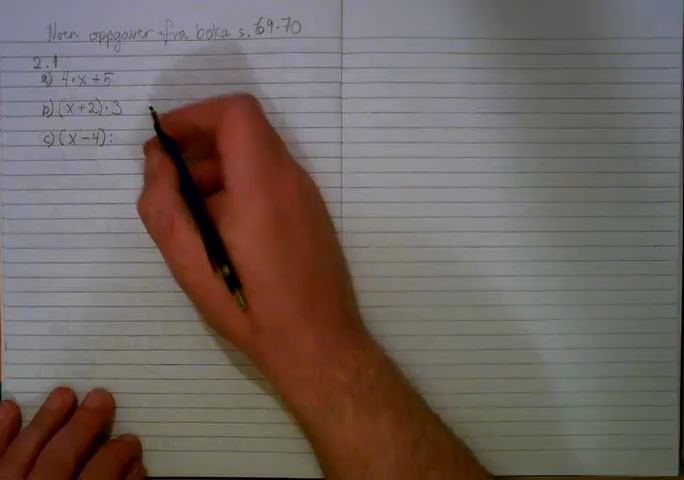 Noen oppgaver fra boka s. 69-70
2.1
a) 4·x+5
b) (x+2)·3
c) (x-4):